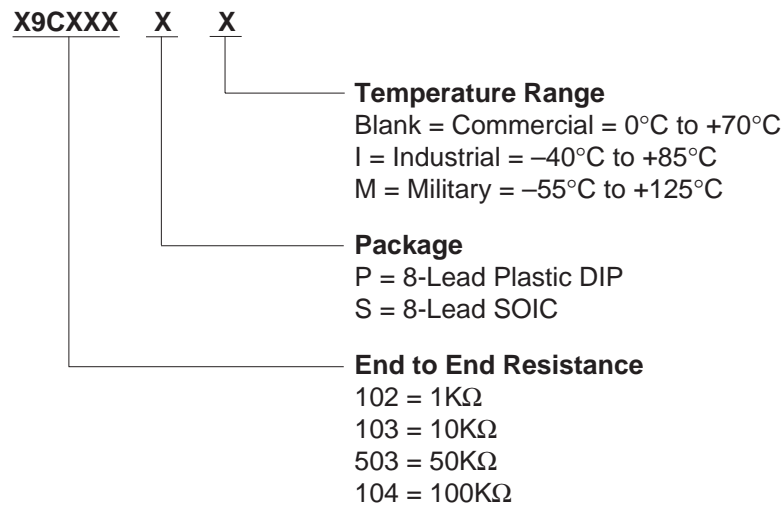 X9CXXX X X
Temperature Range
Blank = Commercial = 0°C to +70°C
I = Industrial = –40°C to +85°C
M = Military = –55°C to +125°C
Package
P = 8-Lead Plastic DIP
S = 8-Lead SOIC
End to End Resistance
102 = 1KΩ
103 = 10KΩ
503 = 50KΩ
104 = 100KΩ